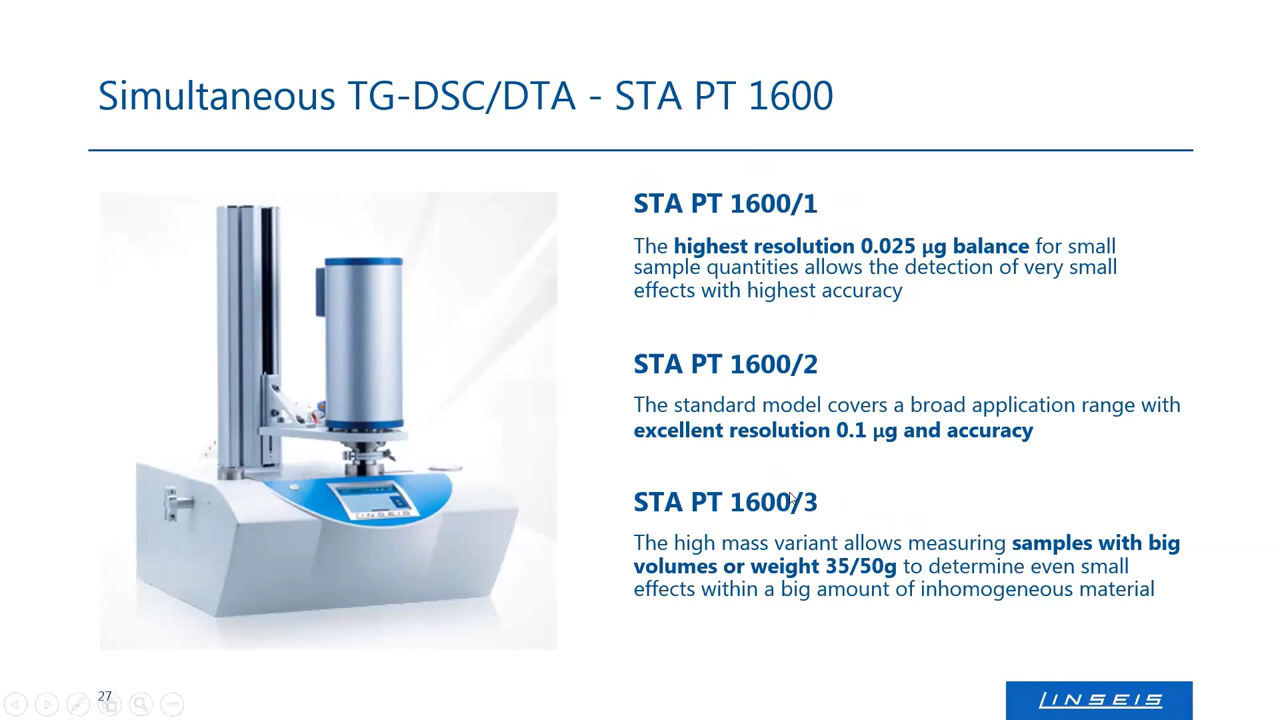 Simultaneous TG-DSC/DTA - STA PT 1600
STA PT 1600/1
The highest resolution 0.025 µg balance for small
sample quantities allows the detection of very small
effects with highest accuracy
STA PT 1600/2
The standard model covers a broad application range with
excellent resolution 0.1 µg and accuracy
STA PT 1600/3
The high mass variant allows measuring samples with big
volumes or weight 35/50g to determine even small
effects within a big amount of inhomogeneous material
LINSEIS
27
LINSEIS